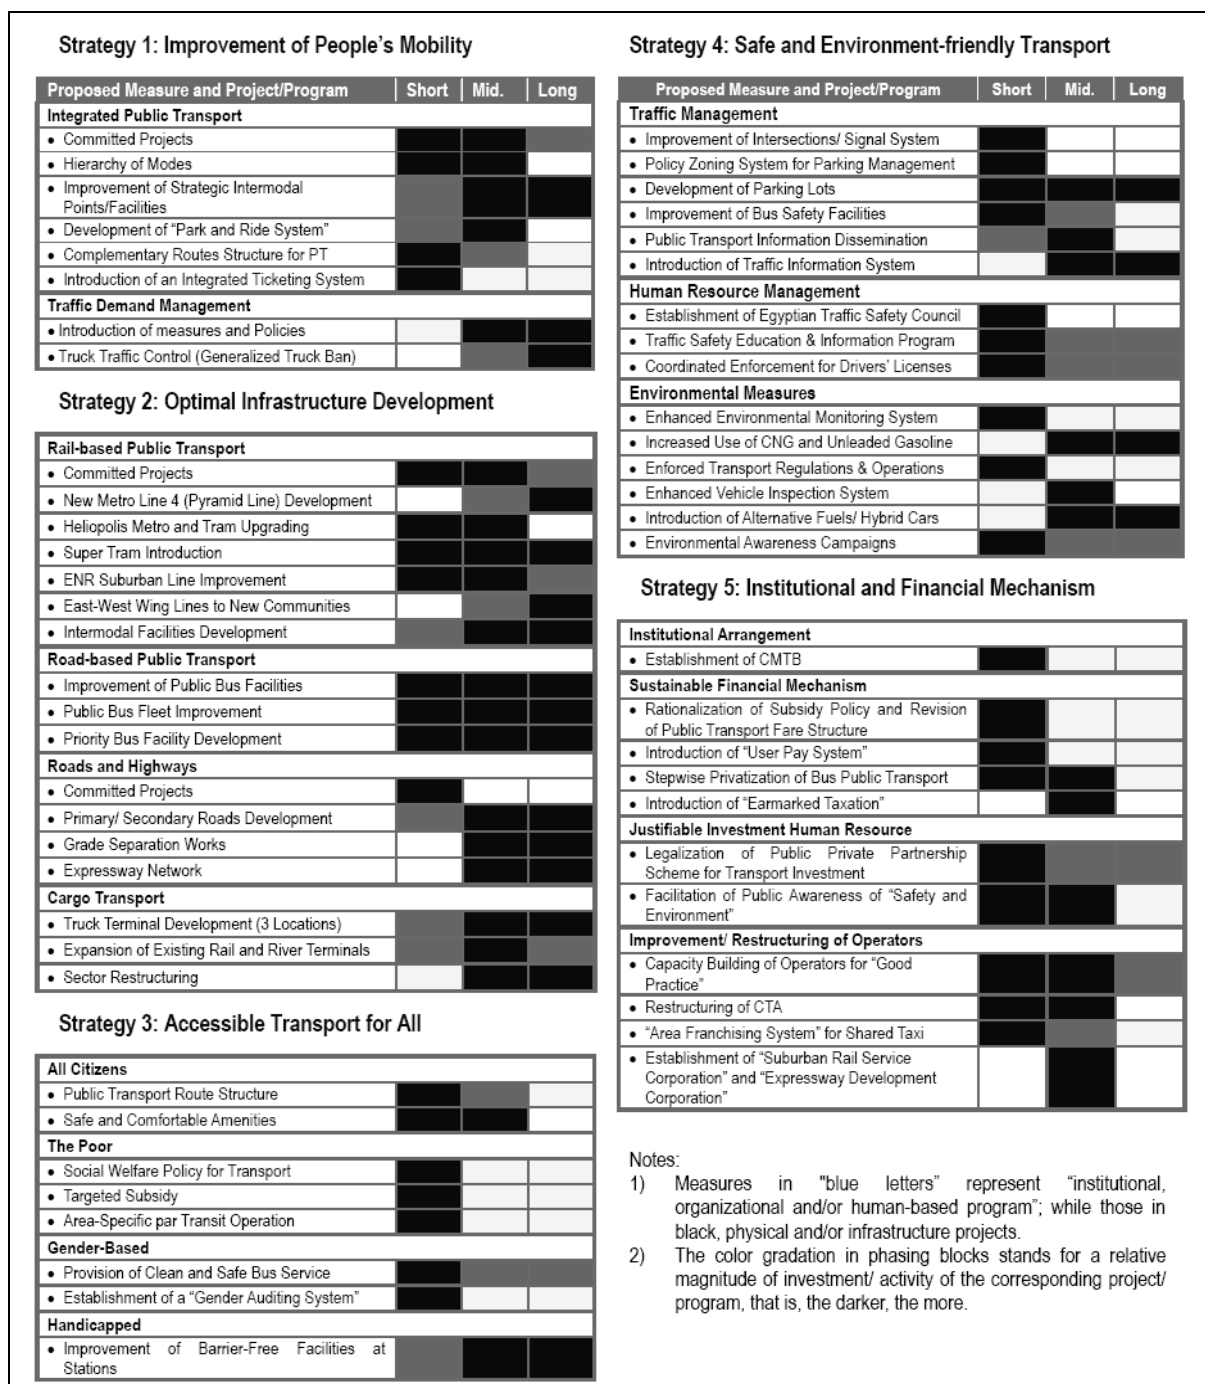 Strategy 1: Improvement of People's Mobility
Proposed Measure and Project/Program Short Mid. Long
Integrated Public Transport
• Committed Projects
• Hierarchy of Modes
• Improvement of Strategic Intermodal
Points/Facilities
• Development of "Park and Ride System"
• Complementary Routes Structure for PT
• Introduction of an Integrated Ticketing System
Traffic Demand Management
• Introduction of measures and Policies
• Truck Traffic Control (Generalized Truck Ban)
Strategy 2: Optimal Infrastructure Development
Rail-based Public Transport
• Committed Projects
• New Metro Line 4 (Pyramid Line) Development
• Heliopolis Metro and Tram Upgrading
• Super Tram Introduction
• ENR Suburban Line Improvement
• East-West Wing Lines to New Communities
• Intermodal Facilities Development
Road-based Public Transport
• Improvement of Public Bus Facilities
• Public Bus Fleet Improvement
• Priority Bus Facility Development
Roads and Highways
• Committed Projects
• Primary/ Secondary Roads Development
• Grade Separation Works
• Expressway Network
Cargo Transport
• Truck Terminal Development (3 Locations)
• Expansion of Existing Rail and River Terminals
• Sector Restructuring
Strategy 3: Accessible Transport for All
All Citizens
• Public Transport Route Structure
• Safe and Comfortable Amenities
The Poor
• Social Welfare Policy for Transport
• Targeted Subsidy
• Area-Specific par Transit Operation
Gender-Based
• Provision of Clean and Safe Bus Service
• Establishment of a "Gender Auditing System"
Handicapped
• Improvement of Barrier-Free Facilities at
Stations
Strategy 4: Safe and Environment-friendly Transport
Proposed Measure and Project/Program Short Mid. Long
Traffic Management
• Improvement of Intersections/ Signal System
• Policy Zoning System for Parking Management
• Development of Parking Lots
• Improvement of Bus Safety Facilities
• Public Transport Information Dissemination
• Introduction of Traffic Information System
Human Resource Management
• Establishment of Egyptian Traffic Safety Council
• Traffic Safety Education & Information Program
• Coordinated Enforcement for Drivers' Licenses
Environmental Measures
• Enhanced Environmental Monitoring System
• Increased Use of CNG and Unleaded Gasoline
• Enforced Transport Regulations & Operations
• Enhanced Vehicle Inspection System
• Introduction of Alternative Fuels/ Hybrid Cars
• Environmental Awareness Campaigns
Strategy 5: Institutional and Financial Mechanism
Institutional Arrangement
• Establishment of CMTB
Sustainable Financial Mechanism
• Rationalization of Subsidy Policy and Revision
of Public Transport Fare Structure
• Introduction of "User Pay System"
• Stepwise Privatization of Bus Public Transport
• Introduction of "Earmarked Taxation"
Justifiable Investment Human Resource
• Legalization of Public Private Partnership
Scheme for Transport Investment
• Facilitation of Public Awareness of "Safety and
Environment"
Improvement/ Restructuring of Operators
• Capacity Building of Operators for "Good
Practice"
• Restructuring of CTA
• "Area Franchising System" for Shared Taxi
• Establishment of "Suburban Rail Service
Corporation" and "Expressway Development
Corporation"
Notes:
1) Measures in "blue letters" represent "institutional,
organizational and/or human-based program"; while those in
black, physical and/or infrastructure projects.
2) The color gradation in phasing blocks stands for a relative
magnitude of investment/ activity of the corresponding project/
program, that is, the darker, the more.